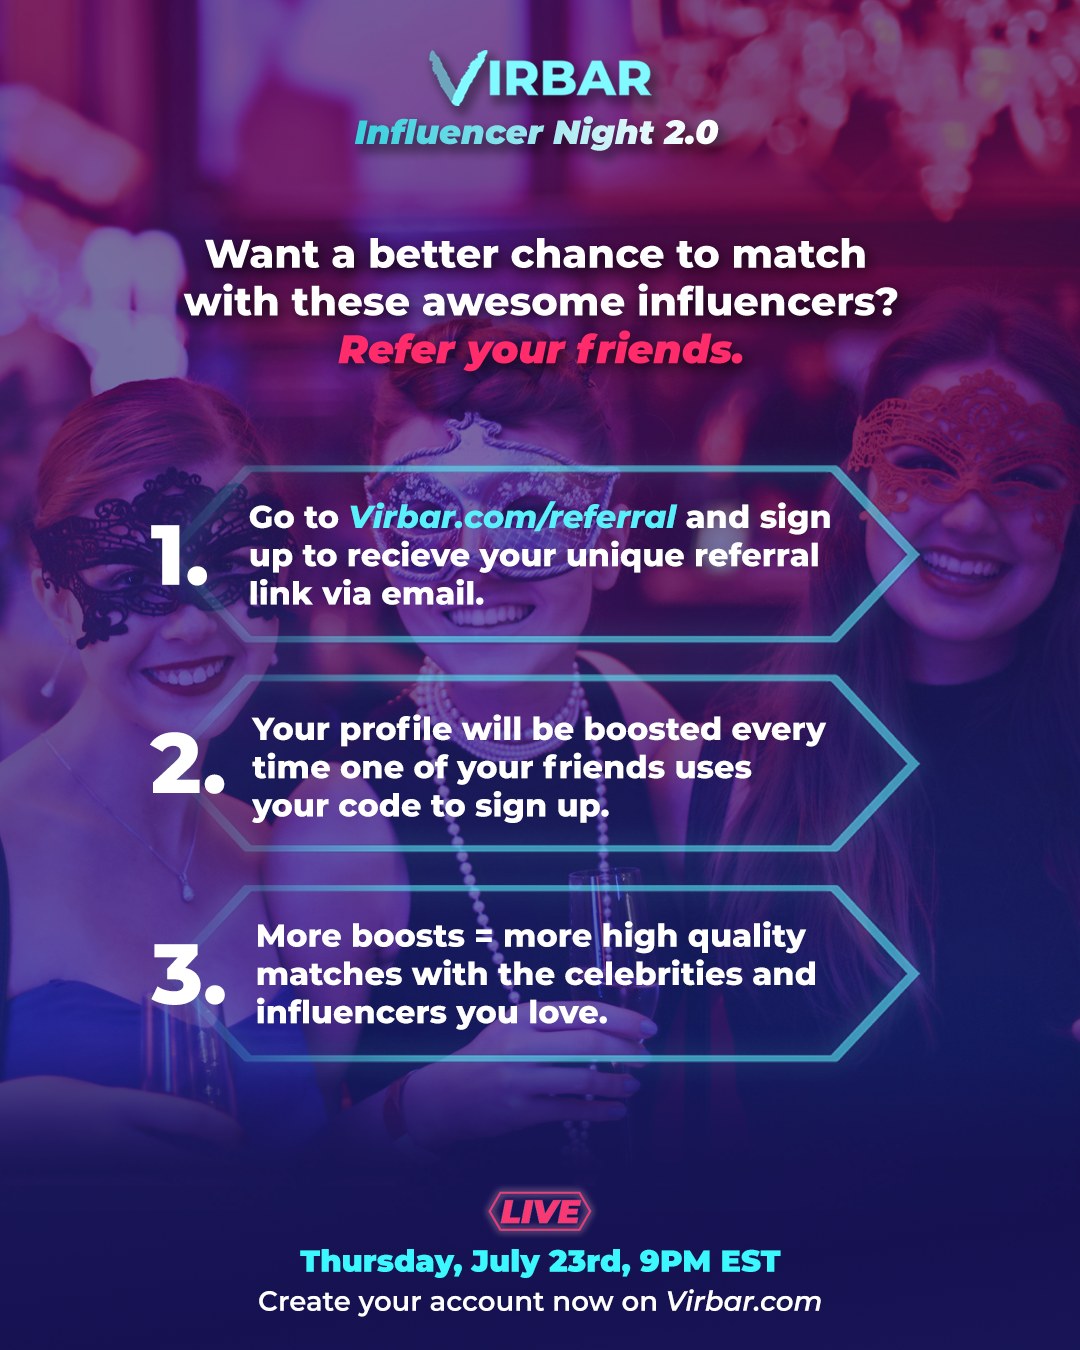 VIRBAR
Influencer Night 2.0
Want a better chance to match
with these awesome influencers?
Refer your friends.
1.
Go to Virbar.com/referral and sign
up to recieve your unique referral
link via email.
2.
Your profile will be boosted every
time one of your friends uses
your code to sign up.
3.
More boosts = more high quality
matches with the celebrities and
influencers you love.
LIVE
Thursday, July 23rd, 9PM EST
Create your account now on Virbar.com